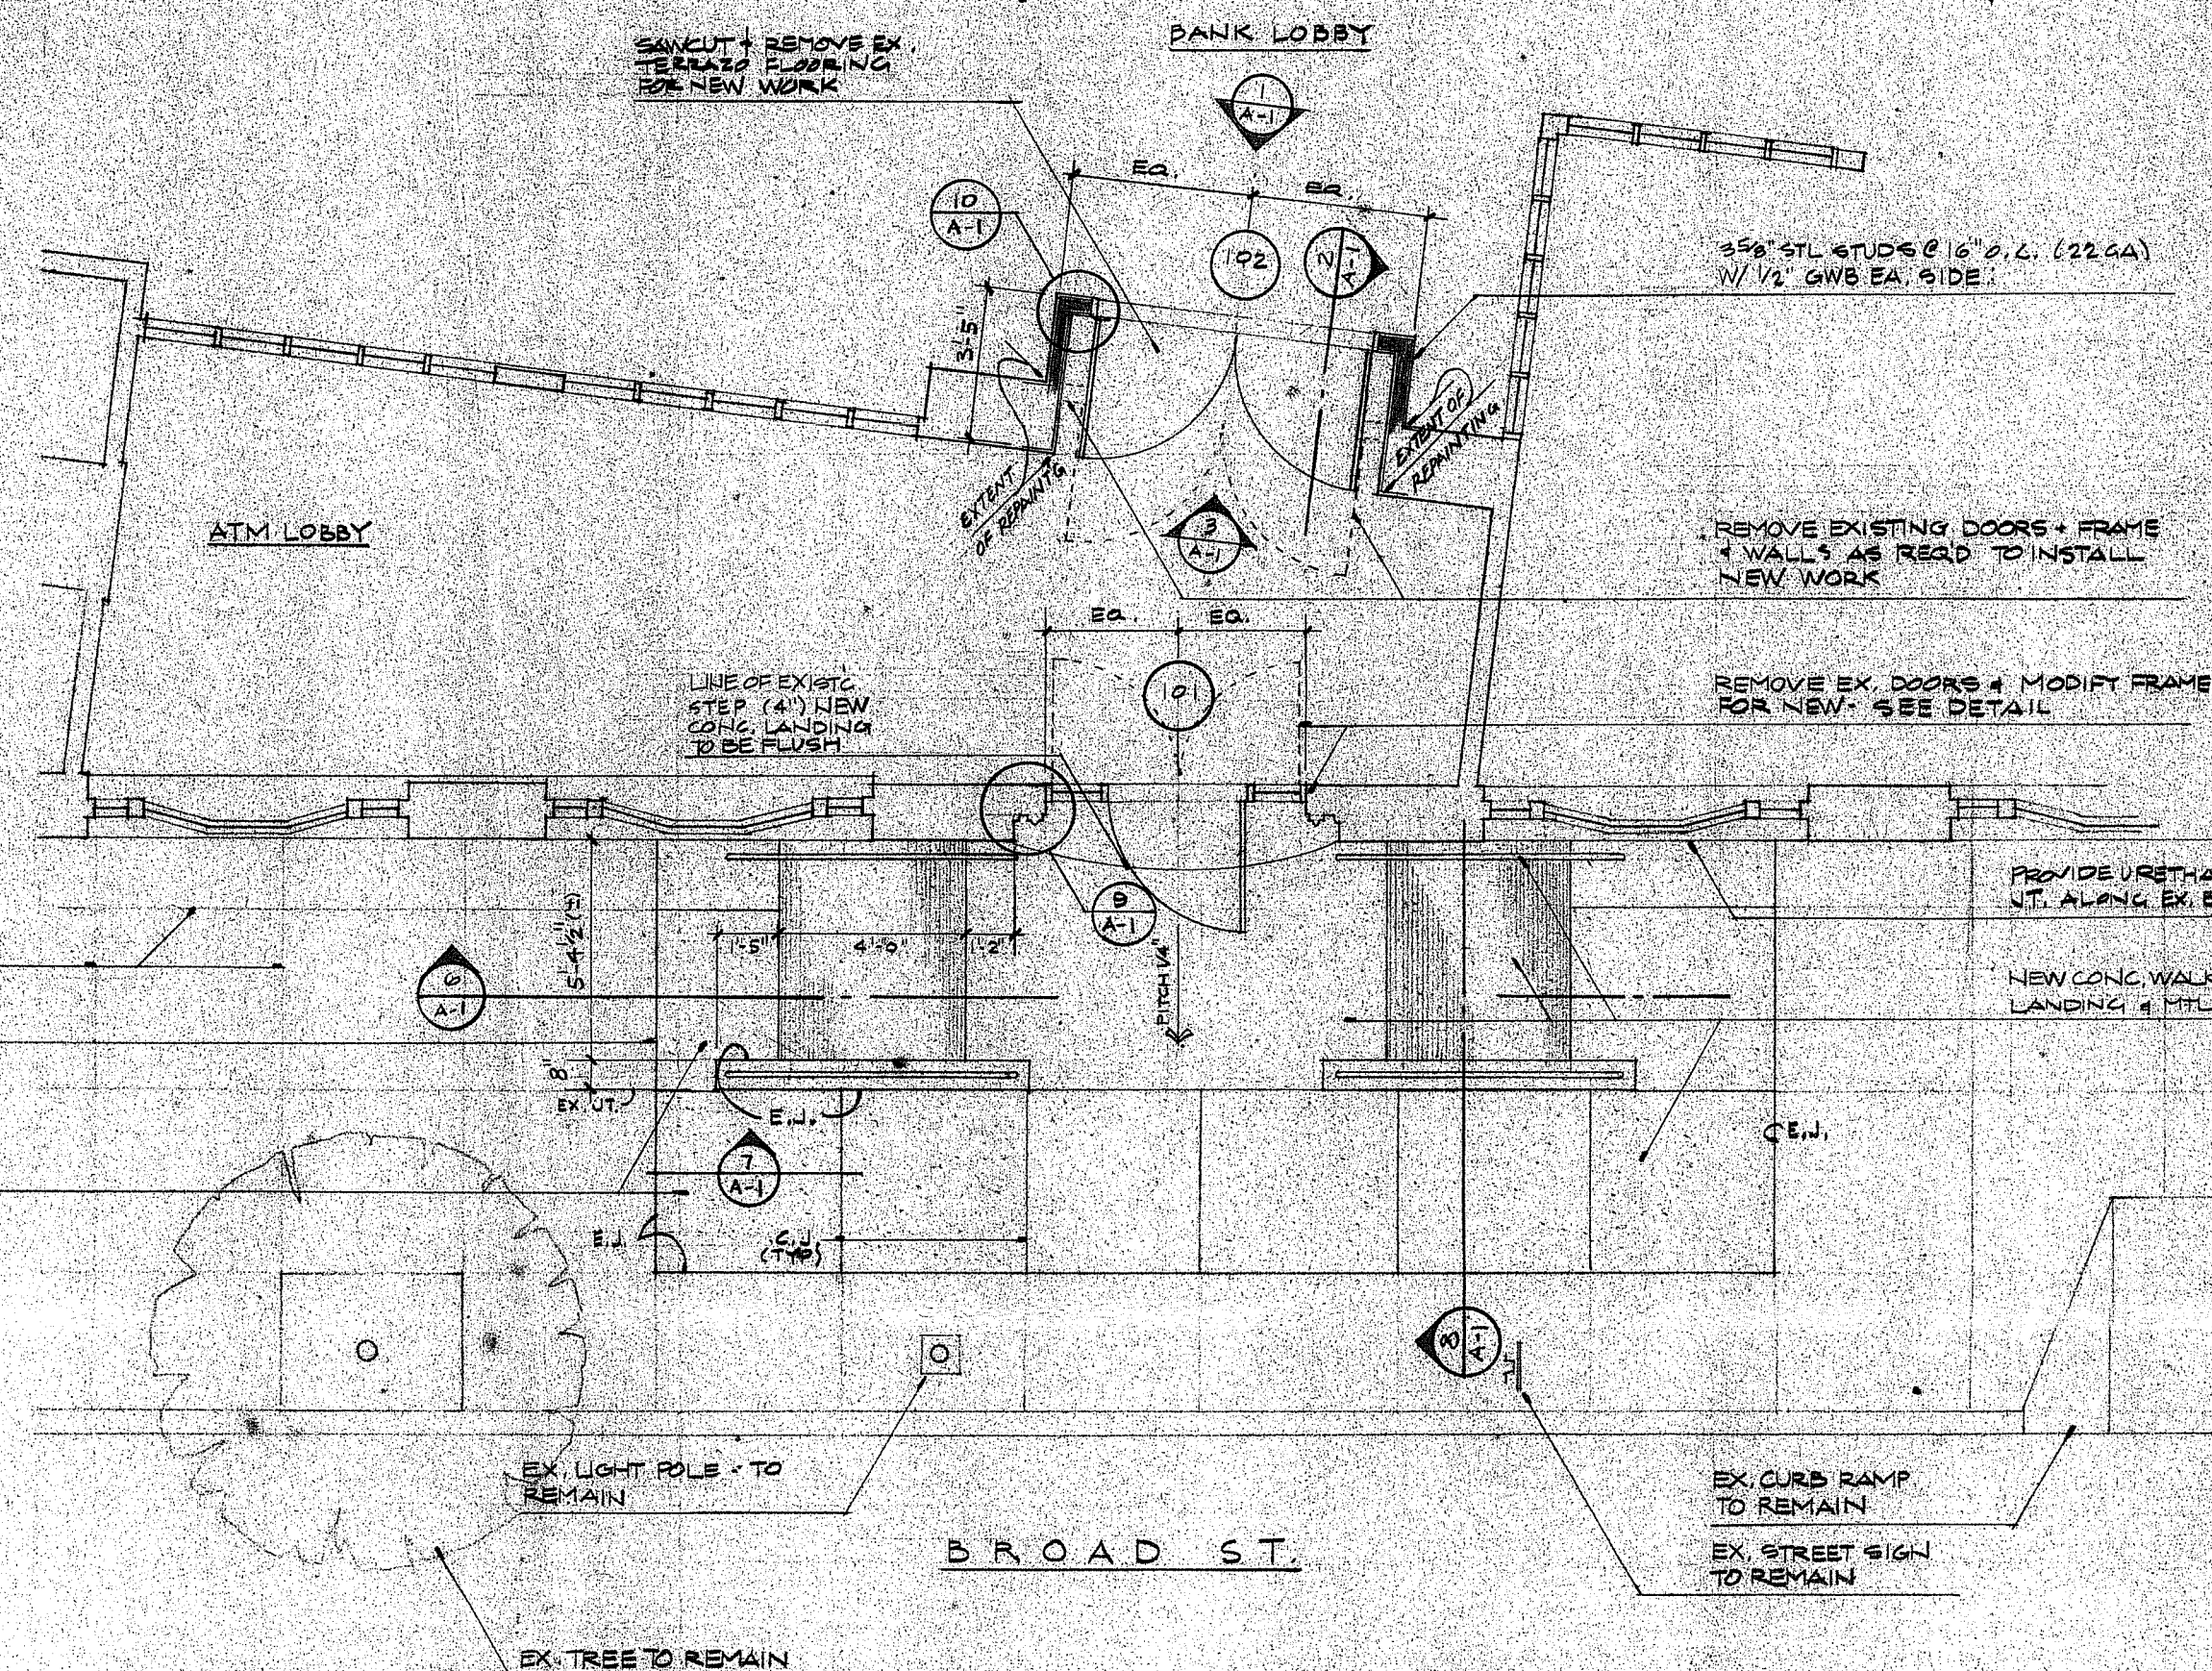 BANK LOBBY
SAWCUT & REMOVE EX.
TERRAZO FLOORING
FOR NEW WORK
1
A-1
EQ.
EQ.
10
A-1
102
2
A-1
3 5/8" STL STUDS @ 16" O.C. (22 GA)
W/ 1/2" GWB EA. SIDE.
3'-5"
EXTENT OF
REPAINTING
EXTENT
OF REPAINT'G
3
A-1
ATM LOBBY
REMOVE EXISTING DOORS + FRAME
& WALLS AS REQ'D TO INSTALL
NEW WORK
EQ.
EQ.
101
LINE OF EXIST'G
STEP (4") NEW
CONC. LANDING
TO BE FLUSH
REMOVE EX. DOORS & MODIFY FRAME
FOR NEW - SEE DETAIL
9
A-1
PROVIDE URETHA
JT. ALONG EX. B
5'-4 1/2" (±)
1'-5"
4'-0"
1'-2"
PITCH 1/4"
6
A-1
NEW CONC. WALK
LANDING & MTL
8"
EX. JT.
E.J.
E.J.
7
A-1
E.J.
C.J.
(TYP)
8
A-1
EX. LIGHT POLE - TO
REMAIN
EX. CURB RAMP
TO REMAIN
BROAD ST.
EX. STREET SIGN
TO REMAIN
EX. TREE TO REMAIN